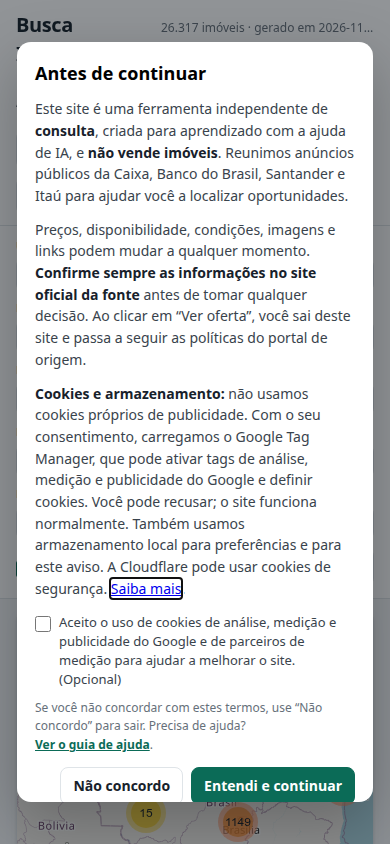 Busca
26.317 imóveis · gerado em 2026-11...
Antes de continuar
Este site é uma ferramenta independente de
consulta, criada para aprendizado com a ajuda
de IA, e não vende imóveis. Reunimos anúncios
públicos da Caixa, Banco do Brasil, Santander e
Itaú para ajudar você a localizar oportunidades.
Preços, disponibilidade, condições, imagens e
links podem mudar a qualquer momento.
Confirme sempre as informações no site
oficial da fonte antes de tomar qualquer
decisão. Ao clicar em “Ver oferta”, você sai deste
site e passa a seguir as políticas do portal de
origem.
Cookies e armazenamento: não usamos
cookies próprios de publicidade. Com o seu
consentimento, carregamos o Google Tag
Manager, que pode ativar tags de análise,
medição e publicidade do Google e definir
cookies. Você pode recusar; o site funciona
normalmente. Também usamos
armazenamento local para preferências e para
este aviso. A Cloudflare pode usar cookies de
segurança. Saiba mais
Aceito o uso de cookies de análise, medição e
publicidade do Google e de parceiros de
medição para ajudar a melhorar o site.
(Opcional)
Se você não concordar com estes termos, use “Não
concordo” para sair. Precisa de ajuda?
Ver o guia de ajuda.
Não concordo
Entendi e continuar
15
1149
Bolivia